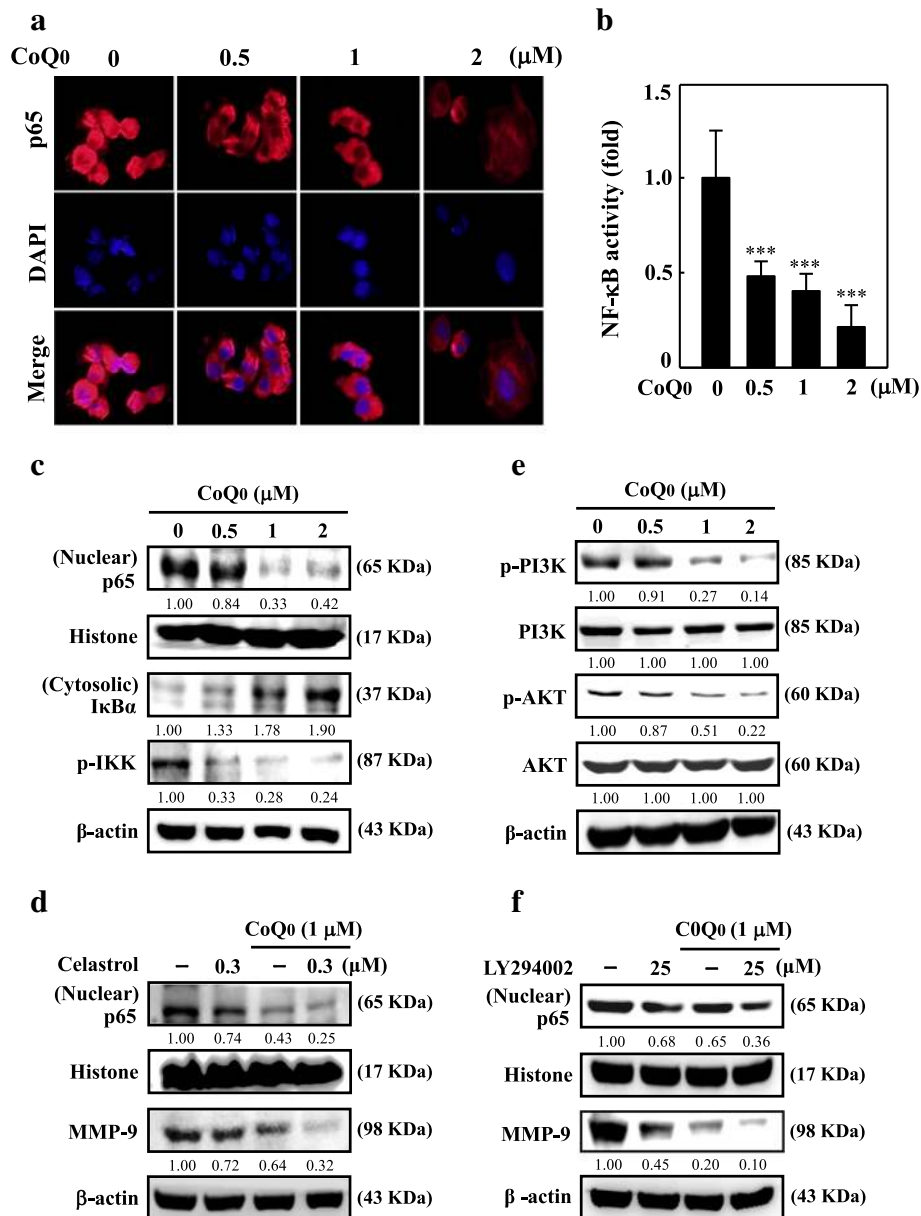 a
CoQ0 0 0.5 1 2 (μM)
p65
DAPI
Merge
b
NF-κB activity (fold)
1.5
1.0
0.5
0
*** *** ***
CoQ0 0 0.5 1 2 (μM)
c
CoQ0 (μM)
0 0.5 1 2
(Nuclear) p65 (65 KDa)
1.00 0.84 0.33 0.42
Histone (17 KDa)
(Cytosolic) IκBα (37 KDa)
1.00 1.33 1.78 1.90
p-IKK (87 KDa)
1.00 0.33 0.28 0.24
β-actin (43 KDa)
e
CoQ0 (μM)
0 0.5 1 2
p-PI3K (85 KDa)
1.00 0.91 0.27 0.14
PI3K (85 KDa)
1.00 1.00 1.00 1.00
p-AKT (60 KDa)
1.00 0.87 0.51 0.22
AKT (60 KDa)
1.00 1.00 1.00 1.00
β-actin (43 KDa)
d
CoQ0 (1 μM)
Celastrol – 0.3 – 0.3 (μM)
(Nuclear) p65 (65 KDa)
1.00 0.74 0.43 0.25
Histone (17 KDa)
MMP-9 (98 KDa)
1.00 0.72 0.64 0.32
β-actin (43 KDa)
f
C0Q0 (1 μM)
LY294002 – 25 – 25 (μM)
(Nuclear) p65 (65 KDa)
1.00 0.68 0.65 0.36
Histone (17 KDa)
MMP-9 (98 KDa)
1.00 0.45 0.20 0.10
β -actin (43 KDa)